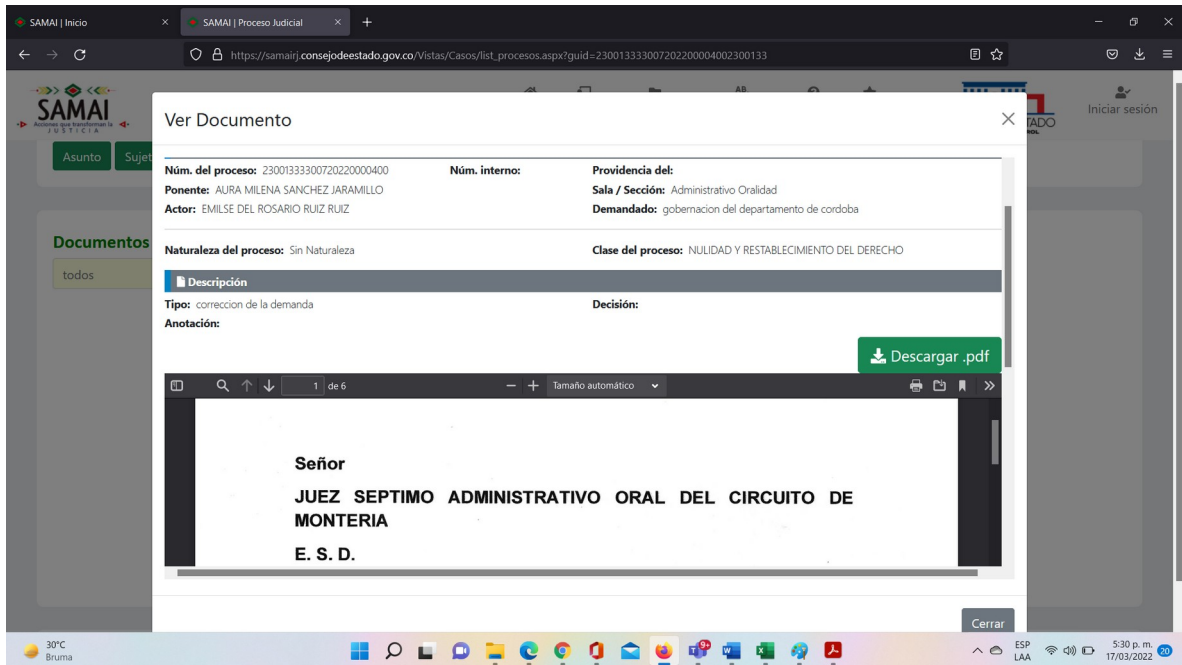 SAMAI | Inicio
SAMAI | Proceso Judicial
https://samairj.consejodeestado.gov.co/Vistas/Casos/list_procesos.aspx?guid=230013333007202200004002300133
SAMAI
Acciones que transforman la
JUSTICIA
Iniciar sesión
Asunto
Ver Documento
Núm. del proceso: 23001333300720220000400 Núm. interno: Providencia del:
Ponente: AURA MILENA SANCHEZ JARAMILLO Sala / Sección: Administrativo Oralidad
Actor: EMILSE DEL ROSARIO RUIZ RUIZ Demandado: gobernacion del departamento de cordoba
Naturaleza del proceso: Sin Naturaleza Clase del proceso: NULIDAD Y RESTABLECIMIENTO DEL DERECHO
Documentos
todos
Descripción
Tipo: correccion de la demanda Decisión:
Anotación:
Descargar .pdf
1 de 6 Tamaño automático
Señor
JUEZ SEPTIMO ADMINISTRATIVO ORAL DEL CIRCUITO DE
MONTERIA
E. S. D.
Cerrar
30°C
Bruma
ESP
LAA
5:30 p. m.
17/03/2022
20